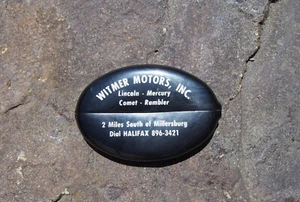 WITMER MOTORS, INC.
Lincoln - Mercury
Comet - Rambler
2 Miles South of Millersburg
Dial HALIFAX 896-3421